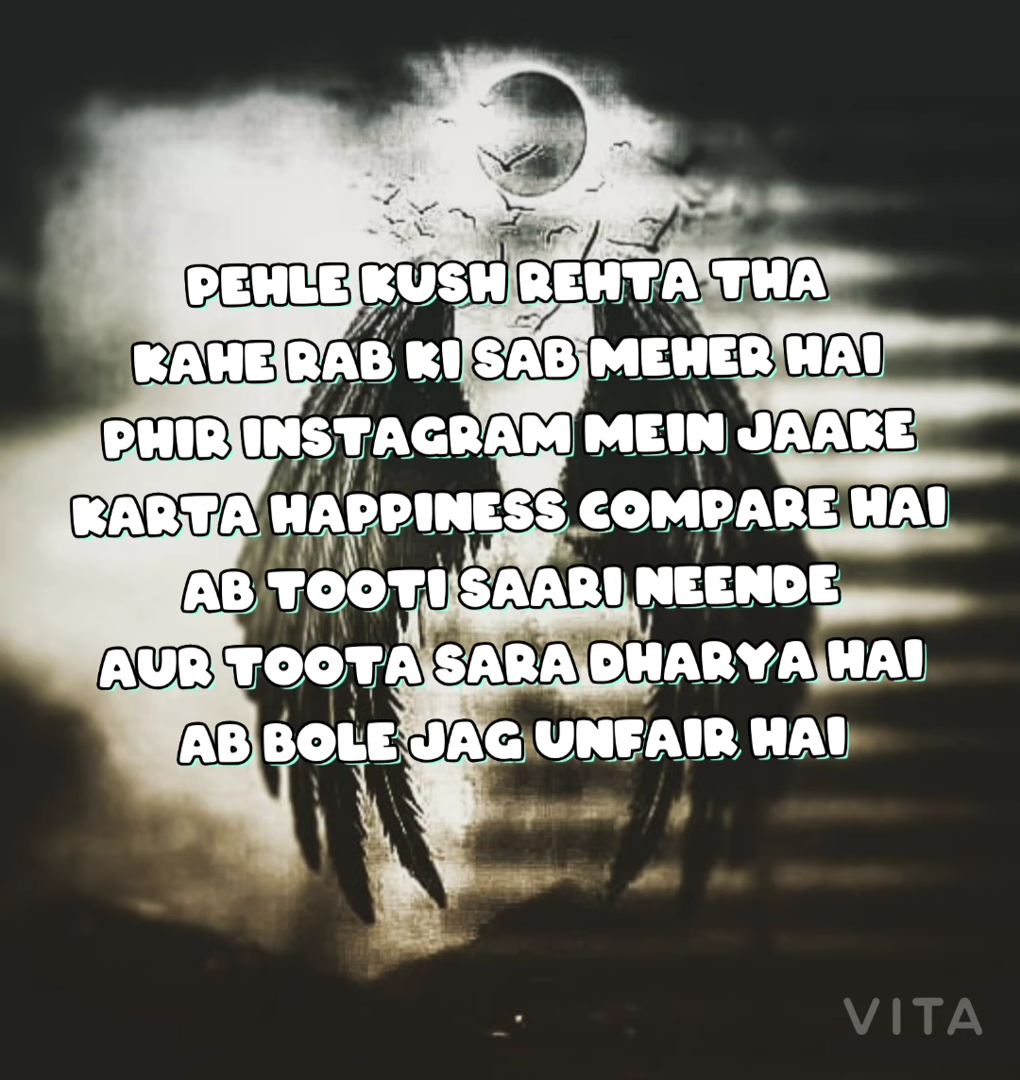 PEHLE KUSH REHTA THA
KAHE RAB KI SAB MEHER HAI
PHIR INSTAGRAM MEIN JAAKE
KARTA HAPPINESS COMPARE HAI
AB TOOTI SAARI NEENDE
AUR TOOTA SARA DHARYA HAI
AB BOLE JAG UNFAIR HAI
VITA